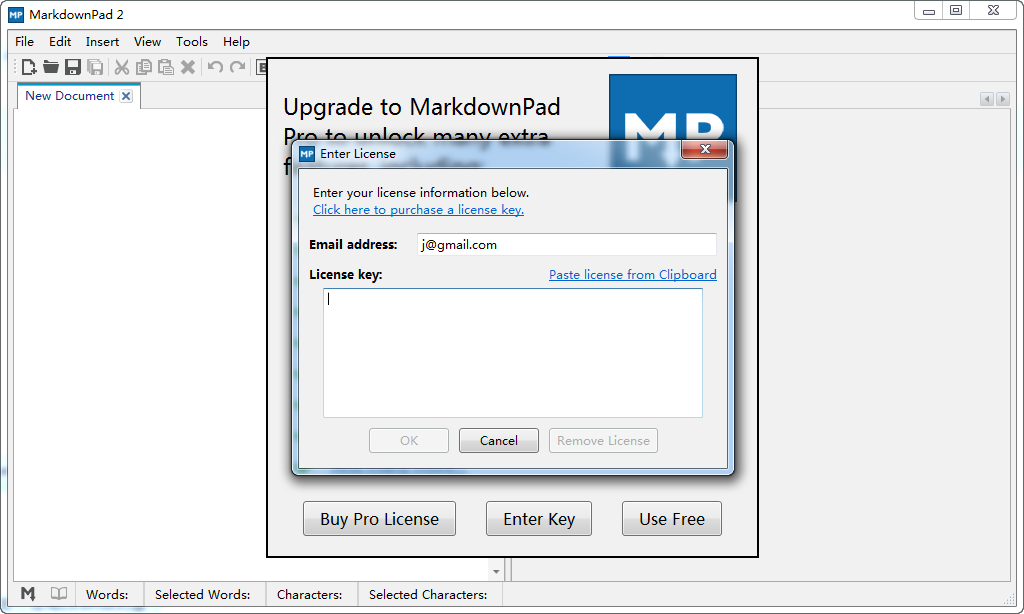 MP MarkdownPad 2
File Edit Insert View Tools Help
New Document
Upgrade to MarkdownPad
Pro to unlock many extra
MP
MP Enter License
Enter your license information below.
Click here to purchase a license key.
Email address: j@gmail.com
License key: Paste license from Clipboard
OK Cancel Remove License
Buy Pro License Enter Key Use Free
M Words: Selected Words: Characters: Selected Characters: